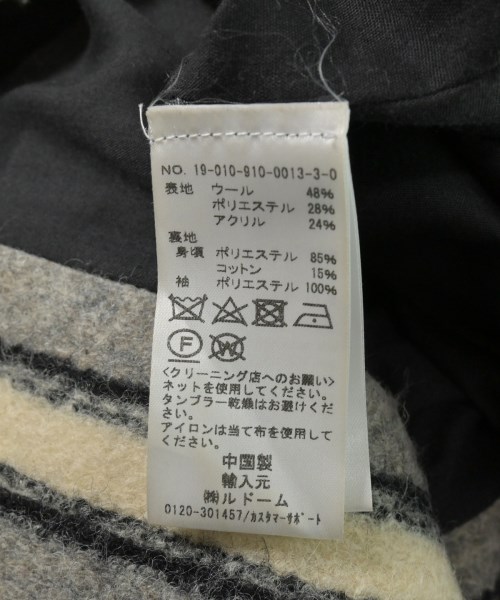 NO. 19-010-910-0013-3-0
表地 ウール 48%
ポリエステル 28%
アクリル 24%
裏地
身頃 ポリエステル 85%
コットン 15%
袖 ポリエステル 100%
F W
<クリーニング店へのお願い>
ネットを使用してください。
タンブラー乾燥はお避けくだ
さい。
アイロンは当て布を使用して
ください。
中国製
輸入元
㈱ルドーム
0120-301457/カスタマーサポート